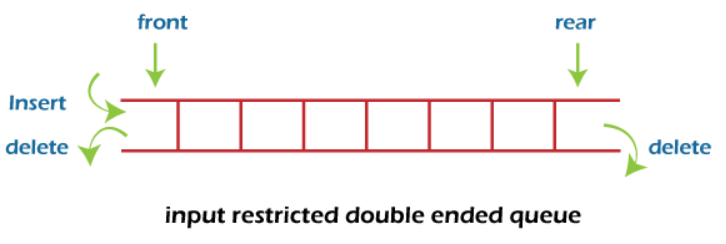 front
rear
Insert
delete
delete
input restricted double ended queue